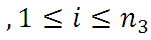 , 1 ≤ i ≤ n₃